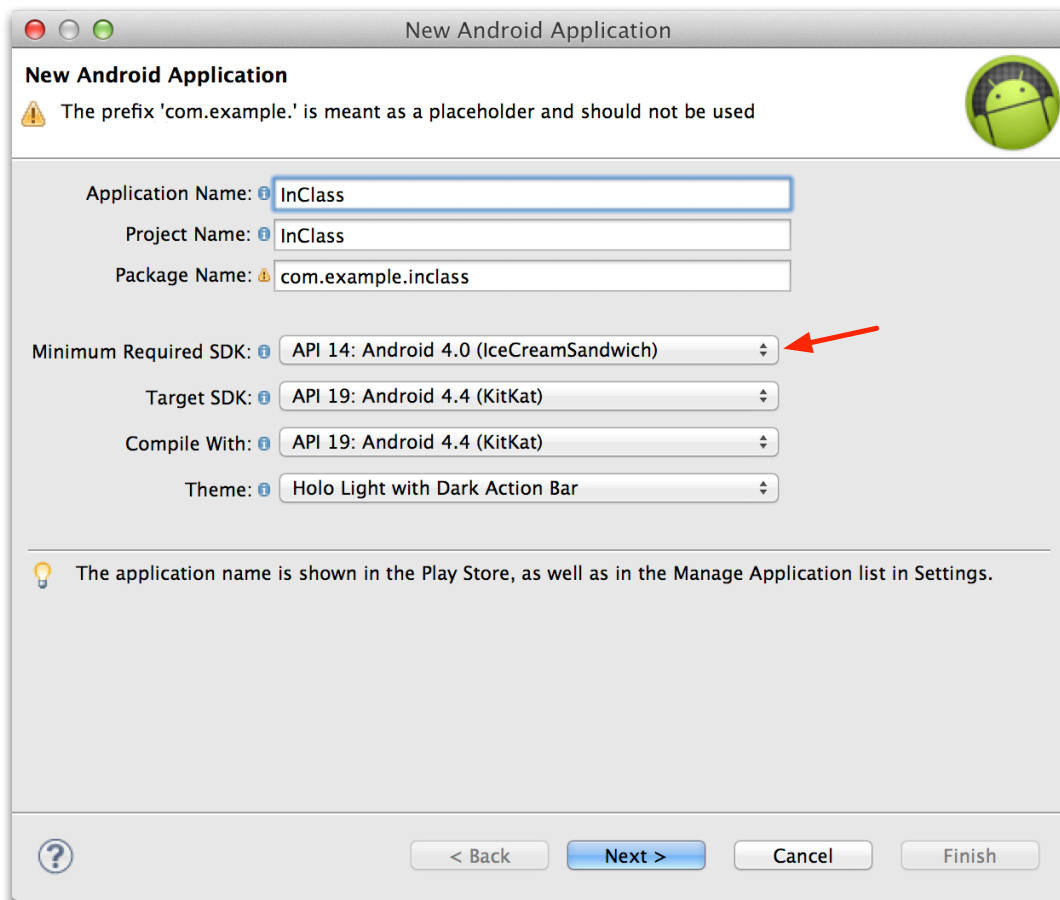 New Android Application
New Android Application
The prefix 'com.example.' is meant as a placeholder and should not be used
Application Name: InClass
Project Name: InClass
Package Name: com.example.inclass
Minimum Required SDK: API 14: Android 4.0 (IceCreamSandwich)
Target SDK: API 19: Android 4.4 (KitKat)
Compile With: API 19: Android 4.4 (KitKat)
Theme: Holo Light with Dark Action Bar
The application name is shown in the Play Store, as well as in the Manage Application list in Settings.
? < Back Next > Cancel Finish